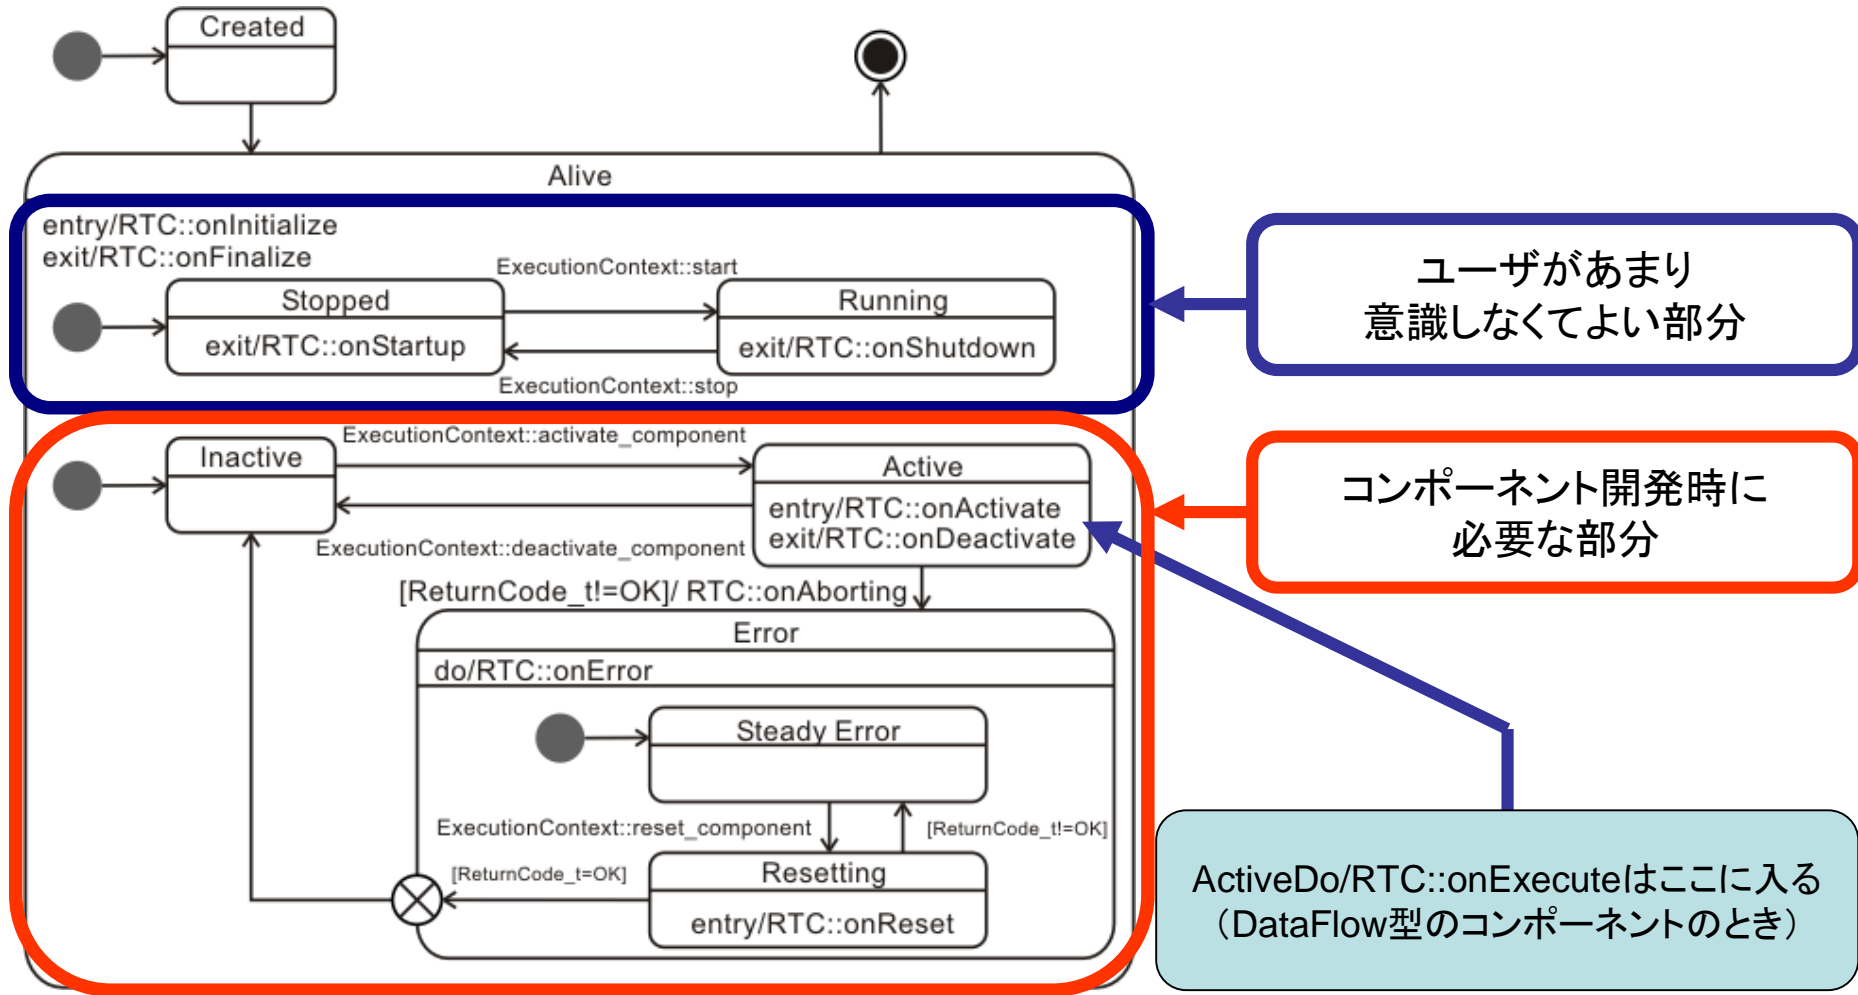 Created
Alive
entry/RTC::onInitialize
exit/RTC::onFinalize
ExecutionContext::start
Stopped
exit/RTC::onStartup
Running
exit/RTC::onShutdown
ExecutionContext::stop
ユーザがあまり
意識しなくてよい部分
ExecutionContext::activate_component
Inactive
Active
entry/RTC::onActivate
exit/RTC::onDeactivate
ExecutionContext::deactivate_component
コンポーネント開発時に
必要な部分
[ReturnCode_t!=OK]/ RTC::onAborting
Error
do/RTC::onError
Steady Error
ExecutionContext::reset_component
[ReturnCode_t!=OK]
[ReturnCode_t=OK]
Resetting
entry/RTC::onReset
ActiveDo/RTC::onExecuteはここに入る
（DataFlow型のコンポーネントのとき）